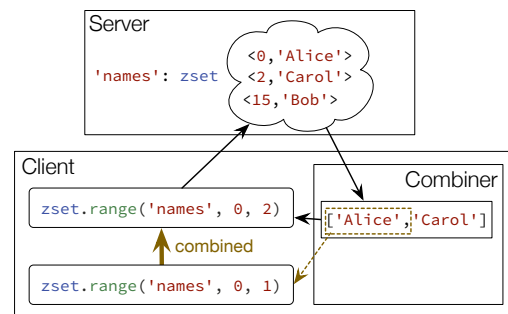 Server
<0,'Alice'>
'names': zset <2,'Carol'>
<15,'Bob'>
Client
Combiner
zset.range('names', 0, 2)
['Alice','Carol']
combined
zset.range('names', 0, 1)